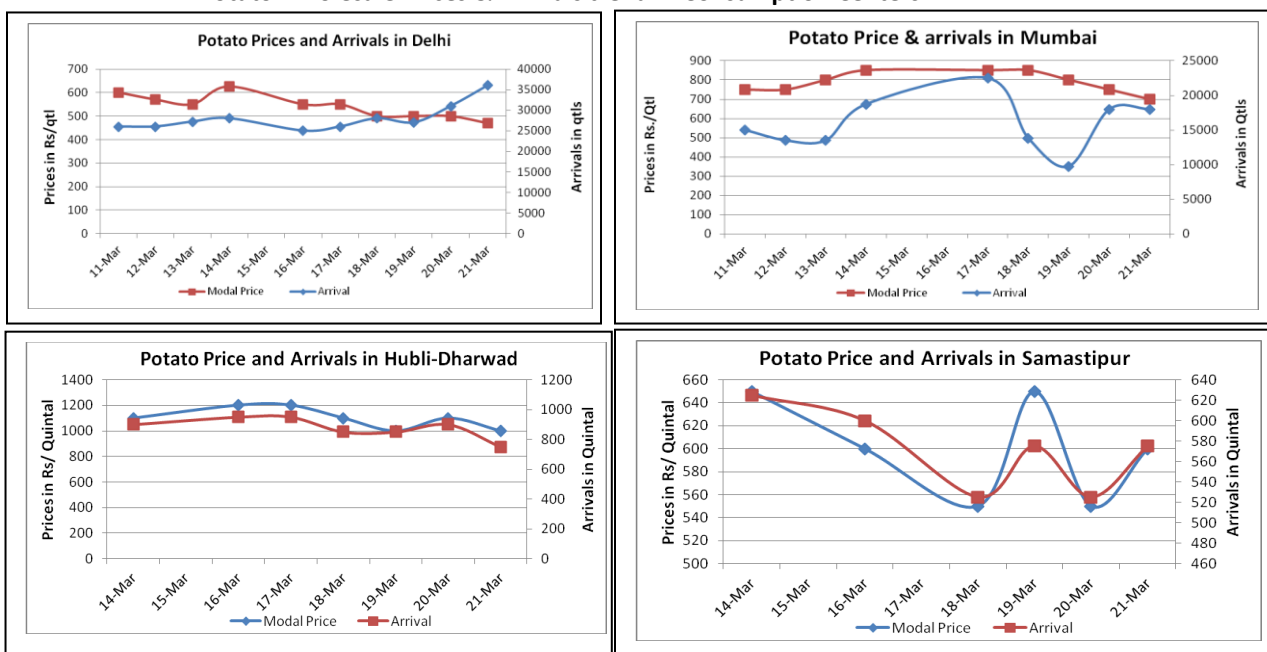 Potato Prices and Arrivals in Delhi
700
600
500
400
300
200
100
0
Prices in Rs/qtl
40000
35000
30000
25000
20000
15000
10000
5000
0
Arrivals in qtls
11-Mar
12-Mar
13-Mar
14-Mar
15-Mar
16-Mar
17-Mar
18-Mar
19-Mar
20-Mar
21-Mar
Modal Price
Arrival
Potato Price & arrivals in Mumbai
900
800
700
600
500
400
300
200
100
0
Prices in Rs./Qtl
25000
20000
15000
10000
5000
0
Arrivals in Qtls
11-Mar
12-Mar
13-Mar
14-Mar
15-Mar
16-Mar
17-Mar
18-Mar
19-Mar
20-Mar
21-Mar
Modal Price
Arrival
Potato Price and Arrivals in Hubli-Dharwad
1400
1200
1000
800
600
400
200
0
Prices in Rs/ Quintal
1200
1000
800
600
400
200
0
Arrivals in Quintal
14-Mar
15-Mar
16-Mar
17-Mar
18-Mar
19-Mar
20-Mar
21-Mar
Modal Price
Arrival
Potato Price and Arrivals in Samastipur
660
640
620
600
580
560
540
520
500
Prices in Rs/ Quintal
640
620
600
580
560
540
520
500
480
460
Arrivals in Quintal
14-Mar
15-Mar
16-Mar
17-Mar
18-Mar
19-Mar
20-Mar
21-Mar
Modal Price
Arrival